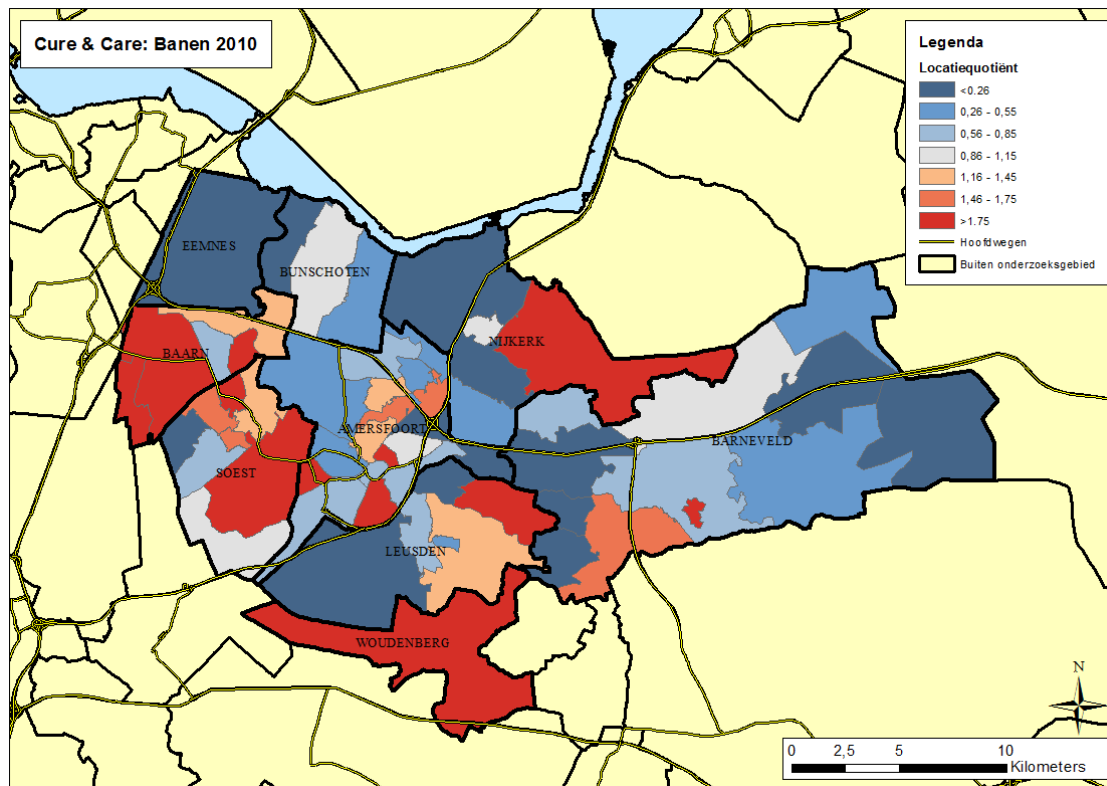 Cure & Care: Banen 2010
Legenda
Locatiequotiënt
<0.26
0,26 - 0,55
0,56 - 0,85
0,86 - 1,15
1,16 - 1,45
1,46 - 1,75
>1.75
Hoofdwegen
Buiten onderzoeksgebied
EEMNES
BUNSCHOTEN
NIJKERK
BAARN
AMERSFOORT
BARNEVELD
SOEST
LEUSDEN
WOUDENBERG
N
0 2,5 5 10
Kilometers